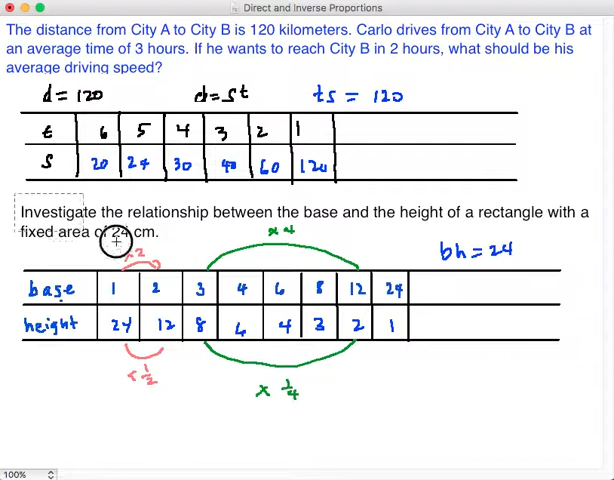 Direct and Inverse Proportions
The distance from City A to City B is 120 kilometers. Carlo drives from City A to City B at
an average time of 3 hours. If he wants to reach City B in 2 hours, what should be his
average driving speed?
d = 120 d = st ts = 120
t 6 5 4 3 2 1
s 20 24 30 40 60 120
Investigate the relationship between the base and the height of a rectangle with a
fixed area of 24 cm.
x 4
x 2
bh = 24
base 1 2 3 4 6 8 12 24
height 24 12 8 6 4 3 2 1
x 1/2
x 1/4
100%